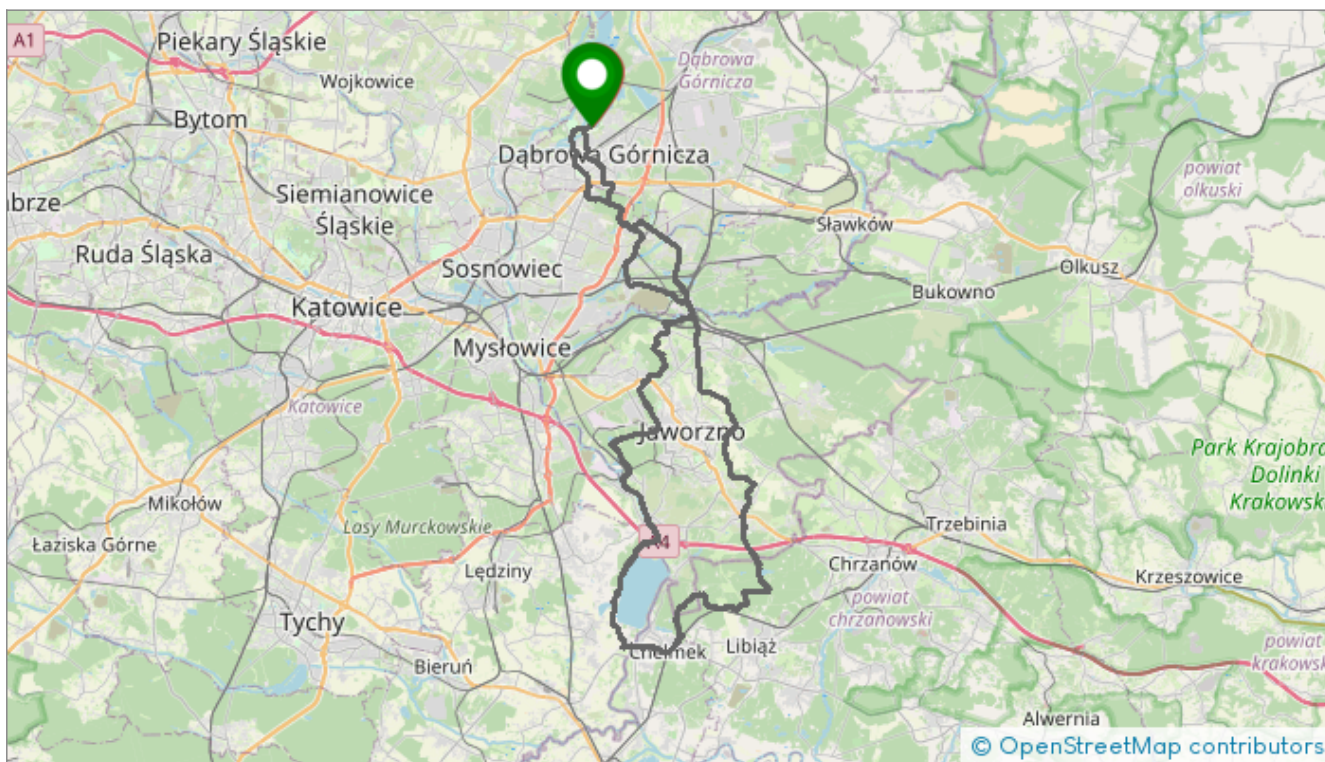 A1
Piekary Śląskie
Wojkowice
Dąbrowa
Górnicza
Bytom
Dąbrowa Górnicza
powiat
olkuski
Siemianowice
Śląskie
brze
Sławków
Ruda Śląska
Sosnowiec
Olkusz
Katowice
Bukowno
Mysłowice
Katowice
Jaworzno
Park Krajobra
Dolinki
Krakowsk
Mikołów
Lasy Murckowskie
Trzebinia
Łaziska Górne
A4
Lędziny
Chrzanów
Krzeszowice
powiat
chrzanowski
Tychy
Chełmek
Libiąż
powiat
krakowsk
Bieruń
Alwernia
© OpenStreetMap contributors